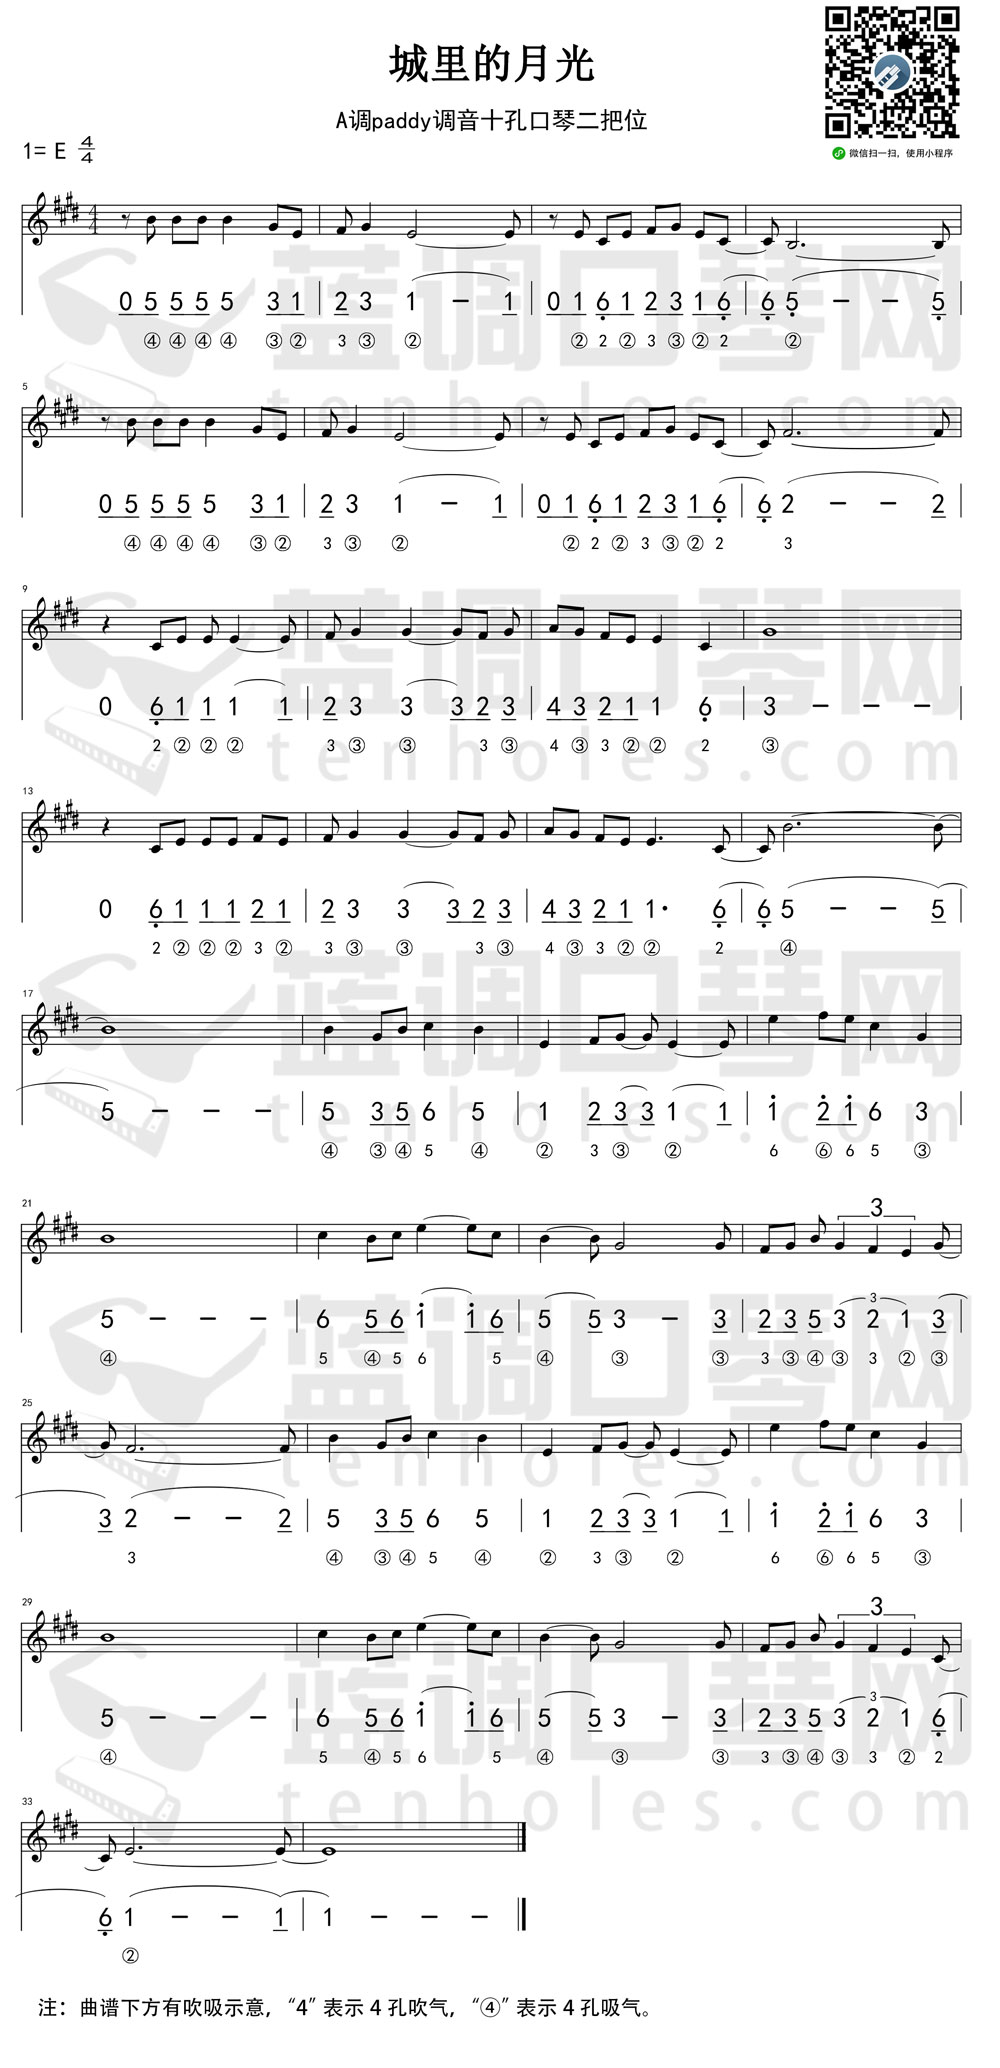 城里的月光
A调paddy调音十孔口琴二把位
微信扫一扫，使用小程序
1= E 4/4
0 5 5 5 5 3 1 | 2 3 1 – 1 | 0 1 6 1 2 3 1 6 | 6 5 – – 5 |
④ ④ ④ ④ ③ ② 3 ③ ② ② 2 ② 3 ③ ② 2 ②
5
0 5 5 5 5 3 1 | 2 3 1 – 1 | 0 1 6 1 2 3 1 6 | 6 2 – – 2 |
④ ④ ④ ④ ③ ② 3 ③ ② ② 2 ② 3 ③ ② 2 3
9
0 6 1 1 1 1 | 2 3 3 3 2 3 | 4 3 2 1 1 6 | 3 – – – |
2 ② ② ② 3 ③ ③ 3 ③ 4 ③ 3 ② ② 2 ③
13
0 6 1 1 1 2 1 | 2 3 3 3 2 3 | 4 3 2 1 1· 6 | 6 5 – – 5 |
2 ② ② ② 3 ② 3 ③ ③ 3 ③ 4 ③ 3 ② ② 2 ④
17
5 – – – | 5 3 5 6 5 | 1 2 3 3 1 1 | 1 2 1 6 3 |
④ ③ ④ 5 ④ ② 3 ③ ② 6 ⑥ 6 5 ③
21
3
5 – – – | 6 5 6 1 1 6 | 5 5 3 – 3 | 2 3 5 3 2 1 3 |
3
④ 5 ④ 5 6 5 ④ ③ ③ 3 ③ ④ ③ 3 ② ③
25
3 2 – – 2 | 5 3 5 6 5 | 1 2 3 3 1 1 | 1 2 1 6 3 |
3 ④ ③ ④ 5 ④ ② 3 ③ ② 6 ⑥ 6 5 ③
29
3
5 – – – | 6 5 6 1 1 6 | 5 5 3 – 3 | 2 3 5 3 2 1 6 |
3
④ 5 ④ 5 6 5 ④ ③ ③ 3 ③ ④ ③ 3 ② 2
33
6 1 – – 1 | 1 – – – |
②
注：曲谱下方有吹吸示意，“4”表示 4 孔吹气，“④”表示 4 孔吸气。
蓝调口琴网
tenholes.com